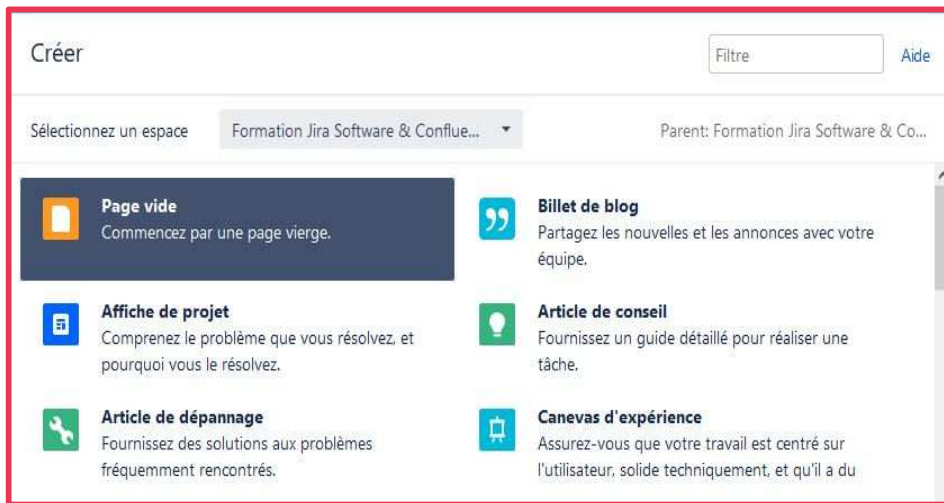 Créer
Filtre
Aide
Sélectionnez un espace
Formation Jira Software & Conflue...
Parent: Formation Jira Software & Co...
Page vide
Commencez par une page vierge.
Billet de blog
Partagez les nouvelles et les annonces avec votre
équipe.
Affiche de projet
Comprenez le problème que vous résolvez, et
pourquoi vous le résolvez.
Article de conseil
Fournissez un guide détaillé pour réaliser une
tâche.
Article de dépannage
Fournissez des solutions aux problèmes
fréquemment rencontrés.
Canevas d'expérience
Assurez-vous que votre travail est centré sur
l'utilisateur, solide techniquement, et qu'il a du